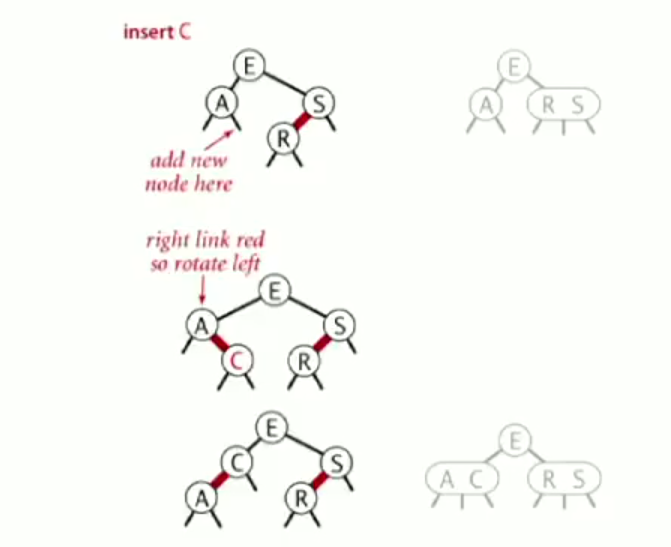 insert C
E
E
A
S
A
R S
R
add new
node here
right link red
so rotate left
E
A
S
C
R
E
E
C
S
A C
R S
A
R